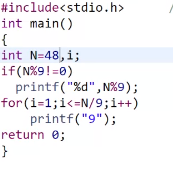 #include<stdio.h>
int main()
{
int N=48,i;
if(N%9!=0)
  printf("%d",N%9);
for(i=1;i<=N/9;i++)
    printf("9");
return 0;
}